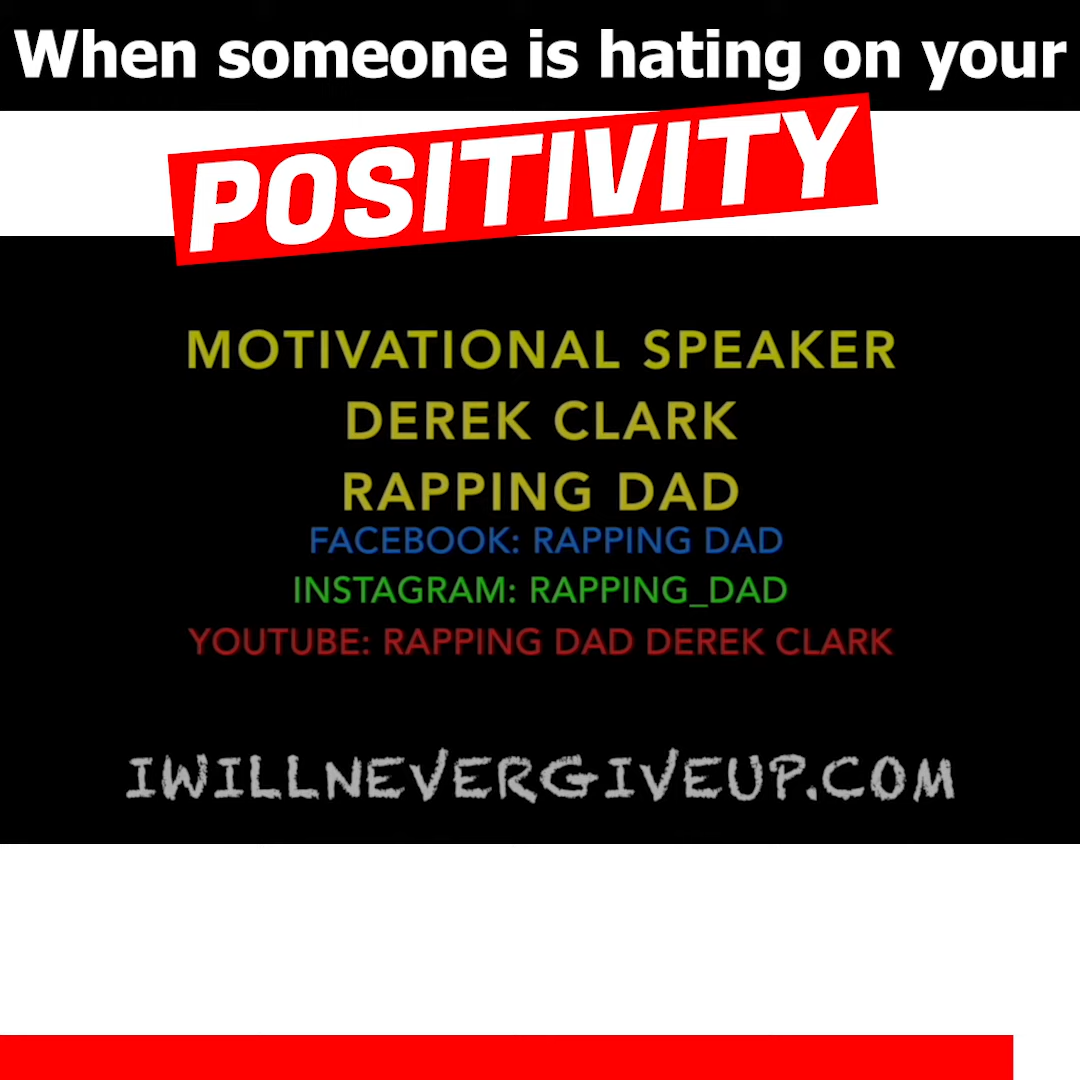 When someone is hating on your
POSITIVITY
MOTIVATIONAL SPEAKER
DEREK CLARK
RAPPING DAD
FACEBOOK: RAPPING DAD
INSTAGRAM: RAPPING_DAD
YOUTUBE: RAPPING DAD DEREK CLARK
IWILLNEVERGIVEUP.COM